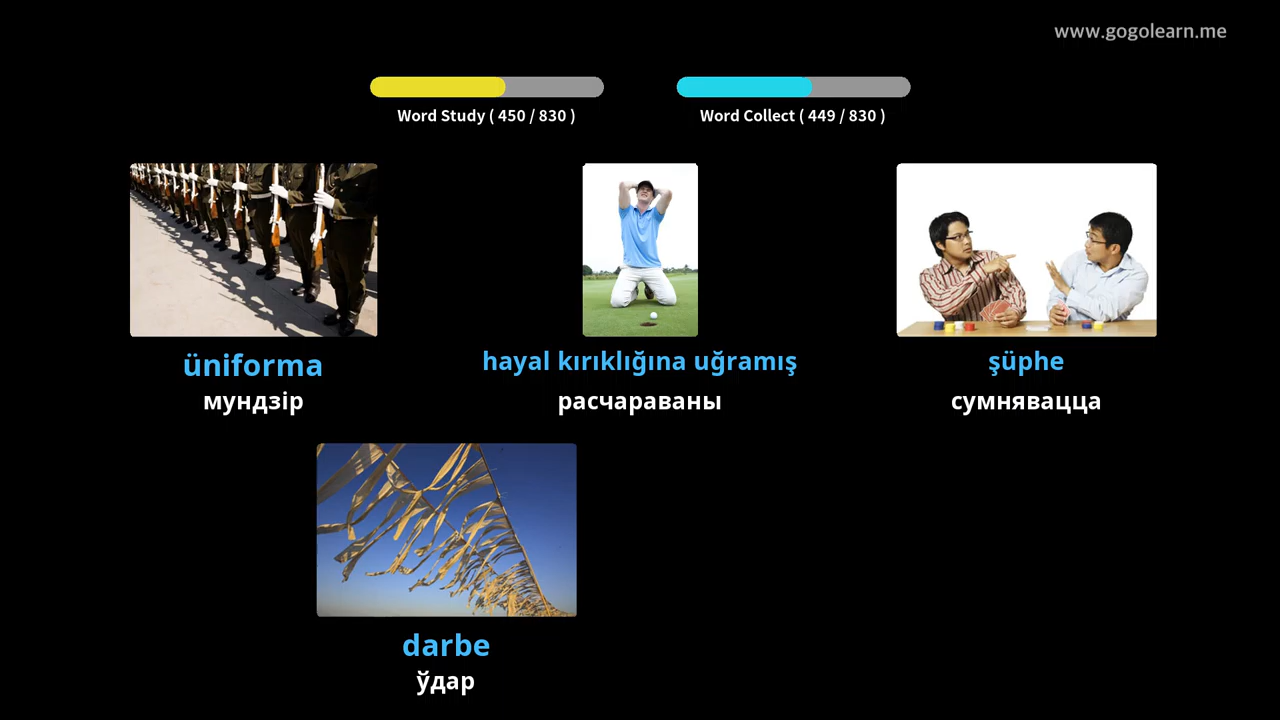 www.gogolearn.me
Word Study ( 450 / 830 )
Word Collect ( 449 / 830 )
üniforma
мундзір
hayal kırıklığına uğramış
расчараваны
şüphe
сумнявацца
darbe
ўдар